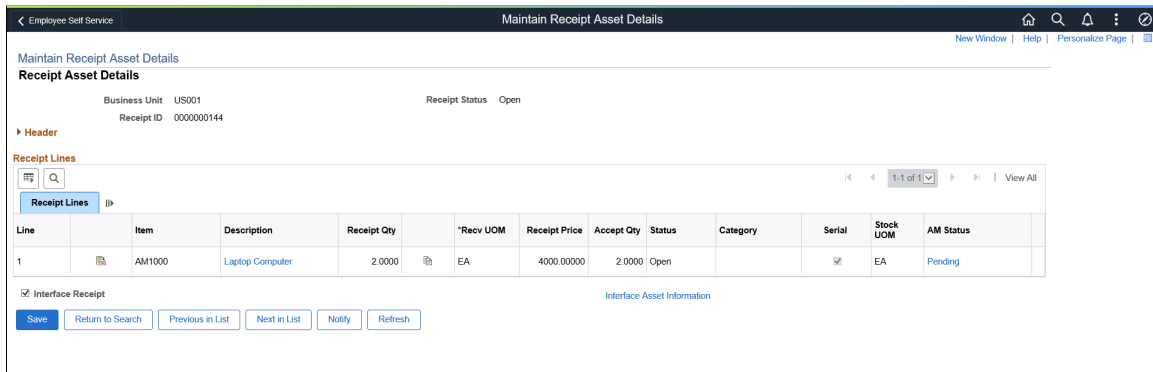 Employee Self Service
Maintain Receipt Asset Details
New Window | Help | Personalize Page |
Maintain Receipt Asset Details
Receipt Asset Details
Business Unit US001 Receipt Status Open
Receipt ID 0000000144
Header
Receipt Lines
1-1 of 1 | View All
Receipt Lines
Line Item Description Receipt Qty *Recv UOM Receipt Price Accept Qty Status Category Serial Stock UOM AM Status
1 AM1000 Laptop Computer 2.0000 EA 4000.00000 2.0000 Open EA Pending
Interface Receipt Interface Asset Information
Save Return to Search Previous in List Next in List Notify Refresh